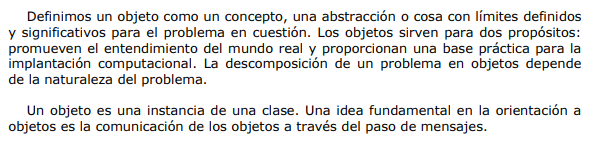 Definimos un objeto como un concepto, una abstracción o cosa con límites definidos
y significativos para el problema en cuestión. Los objetos sirven para dos propósitos:
promueven el entendimiento del mundo real y proporcionan una base práctica para la
implantación computacional. La descomposición de un problema en objetos depende
de la naturaleza del problema.
Un objeto es una instancia de una clase. Una idea fundamental en la orientación a
objetos es la comunicación de los objetos a través del paso de mensajes.